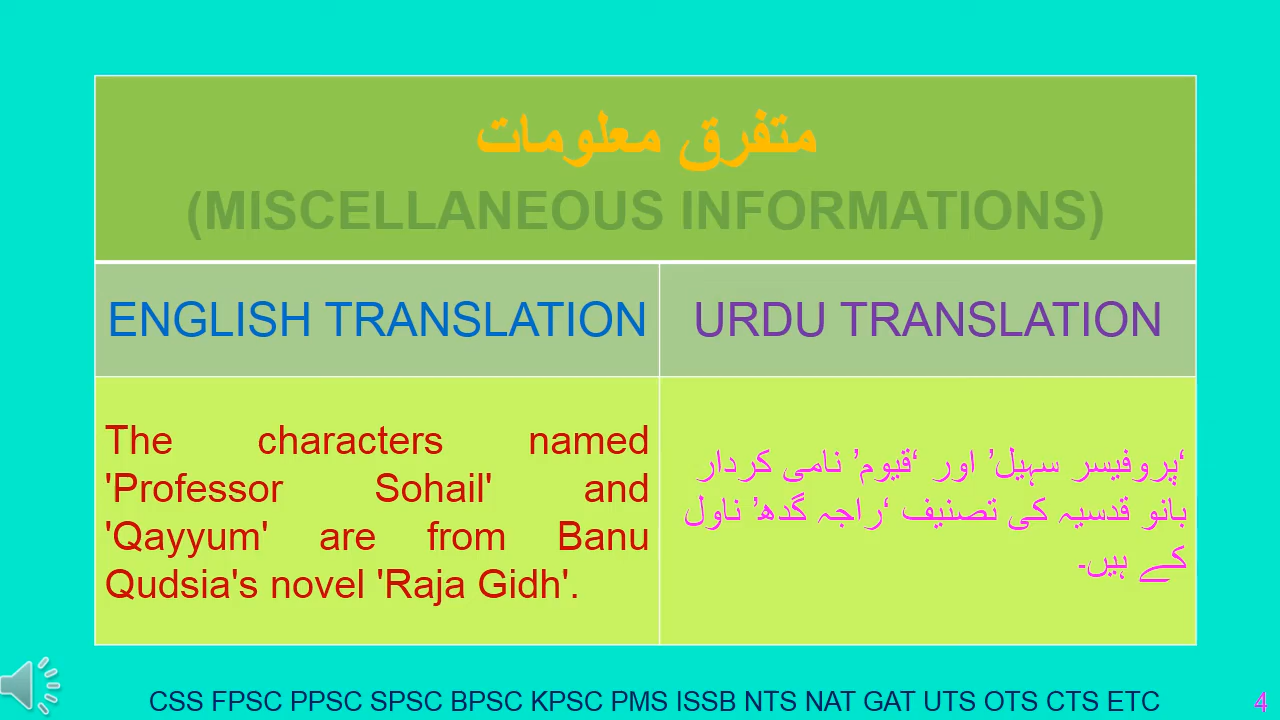 متفرق معلومات
(MISCELLANEOUS INFORMATIONS)
ENGLISH TRANSLATION
URDU TRANSLATION
The characters named
'Professor Sohail' and
'Qayyum' are from Banu
Qudsia's novel 'Raja Gidh'.
‘پروفیسر سہیل’ اور ‘قیوم’ نامی کردار
بانو قدسیہ کی تصنیف ‘راجہ گدھ’ ناول
کے ہیں۔
CSS FPSC PPSC SPSC BPSC KPSC PMS ISSB NTS NAT GAT UTS OTS CTS ETC
4